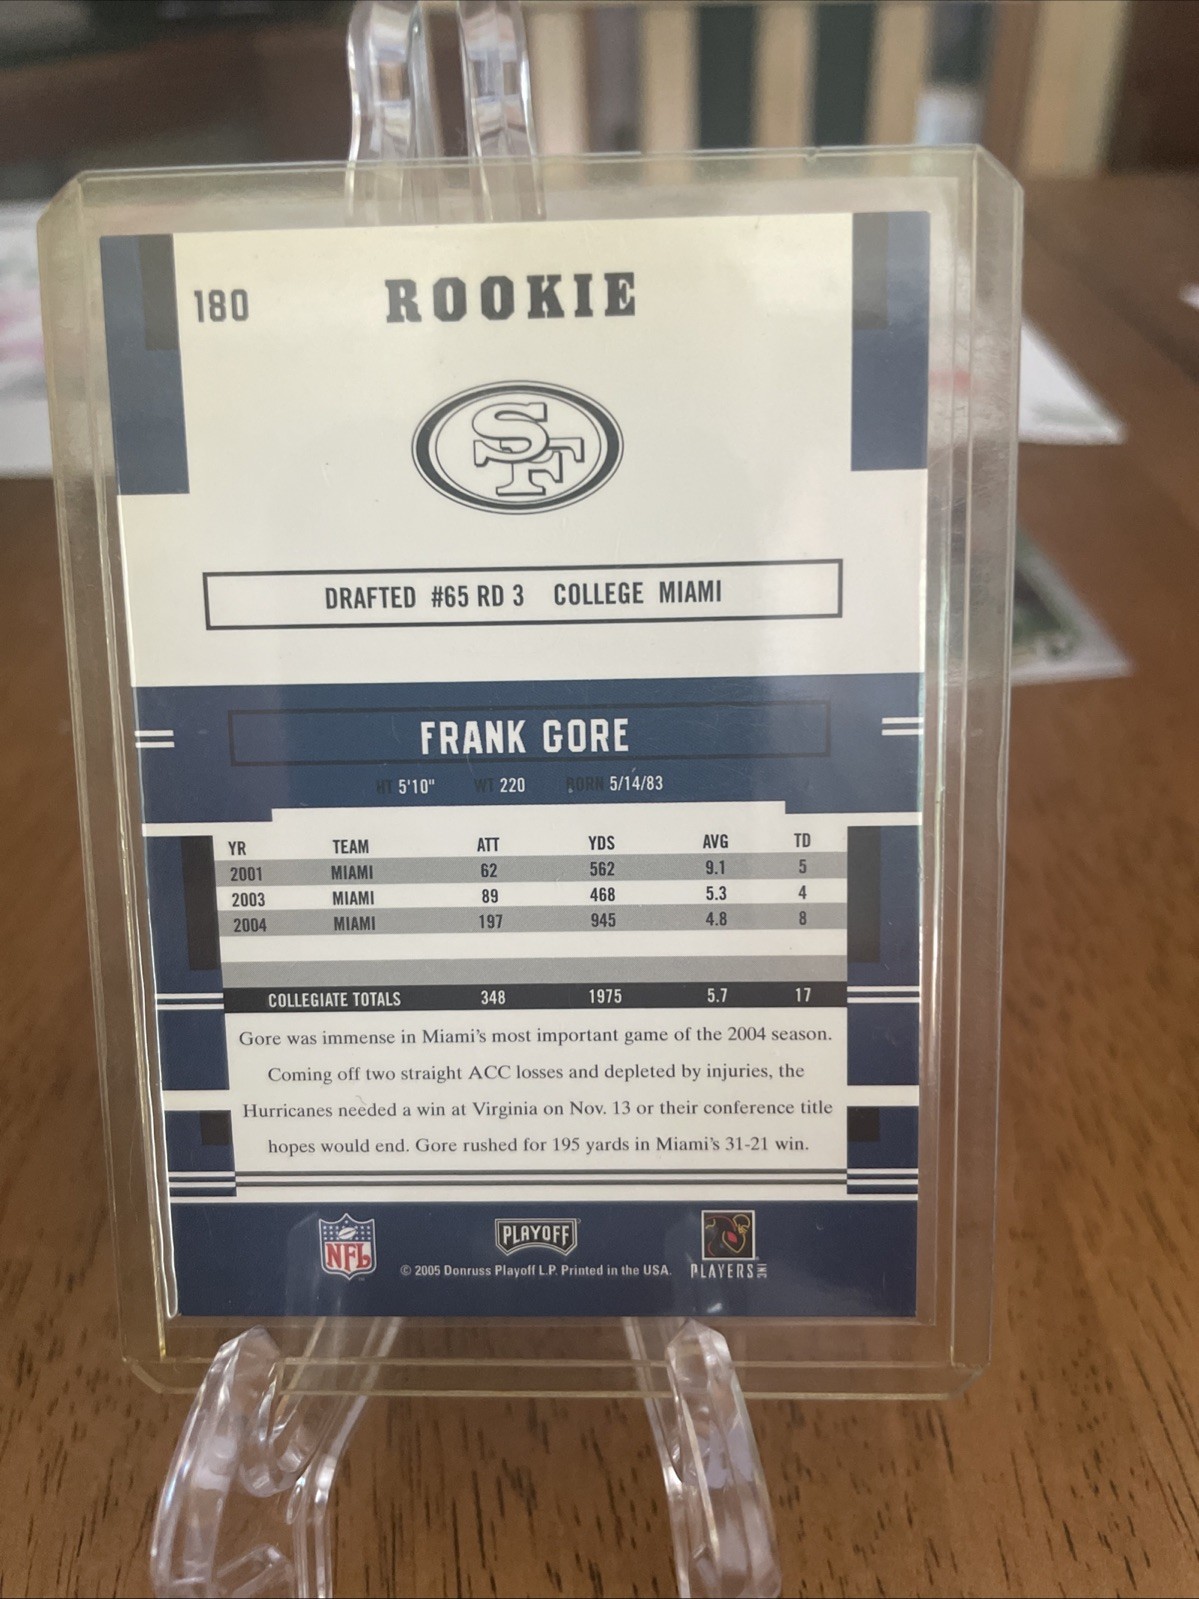 180 ROOKIE
SF
DRAFTED #65 RD 3 COLLEGE MIAMI
FRANK GORE
HT 5'10" WT 220 BORN 5/14/83
YR TEAM ATT YDS AVG TD
2001 MIAMI 62 562 9.1 5
2003 MIAMI 89 468 5.3 4
2004 MIAMI 197 945 4.8 8
COLLEGIATE TOTALS 348 1975 5.7 17
Gore was immense in Miami's most important game of the 2004 season.
Coming off two straight ACC losses and depleted by injuries, the
Hurricanes needed a win at Virginia on Nov. 13 or their conference title
hopes would end. Gore rushed for 195 yards in Miami's 31-21 win.
NFL PLAYOFF
© 2005 Donruss Playoff L.P. Printed in the USA. PLAYERS INC